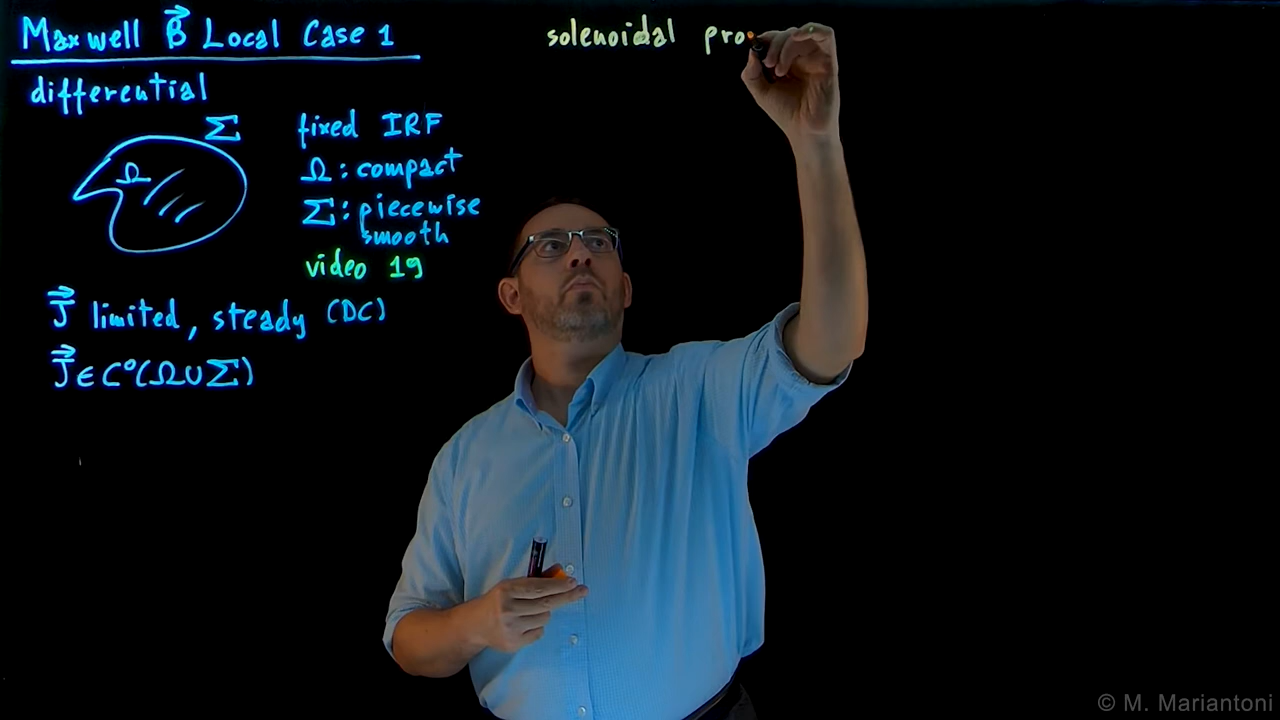 Maxwell B⃗ Local Case 1
differential
Σ
Ω
fixed IRF
Ω: compact
Σ: piecewise
smooth
video 19
J⃗ limited, steady (DC)
J⃗ ∈ C⁰(Ω∪Σ)
solenoidal pro
© M. Mariantoni